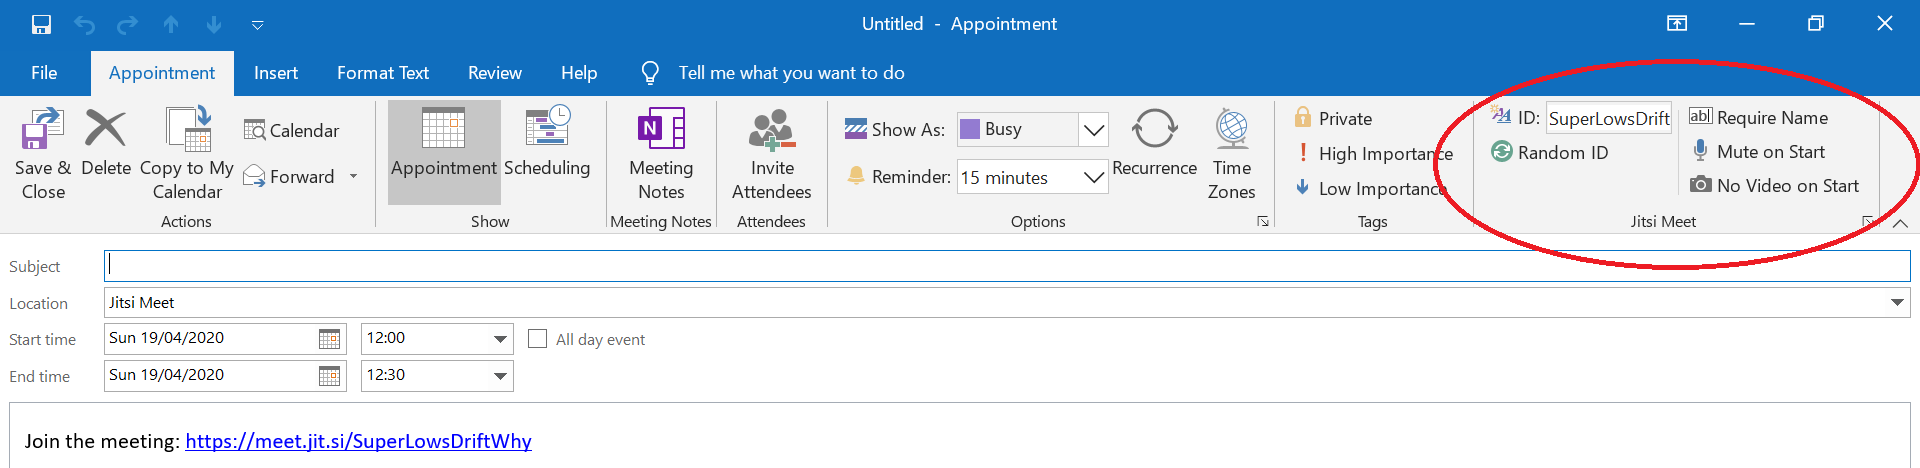 Untitled - Appointment
File Appointment Insert Format Text Review Help Tell me what you want to do
Save & Close
Delete
Copy to My Calendar
Calendar
Forward
Actions
Appointment
Scheduling
Show
N
Meeting Notes
Meeting Notes
Invite Attendees
Attendees
Show As: Busy
Reminder: 15 minutes
Recurrence
Time Zones
Options
Private
High Importance
Low Importance
Tags
ID: SuperLowsDrift
Random ID
abl Require Name
Mute on Start
No Video on Start
Jitsi Meet
Subject
Location Jitsi Meet
Start time Sun 19/04/2020 12:00 All day event
End time Sun 19/04/2020 12:30
Join the meeting: https://meet.jit.si/SuperLowsDriftWhy